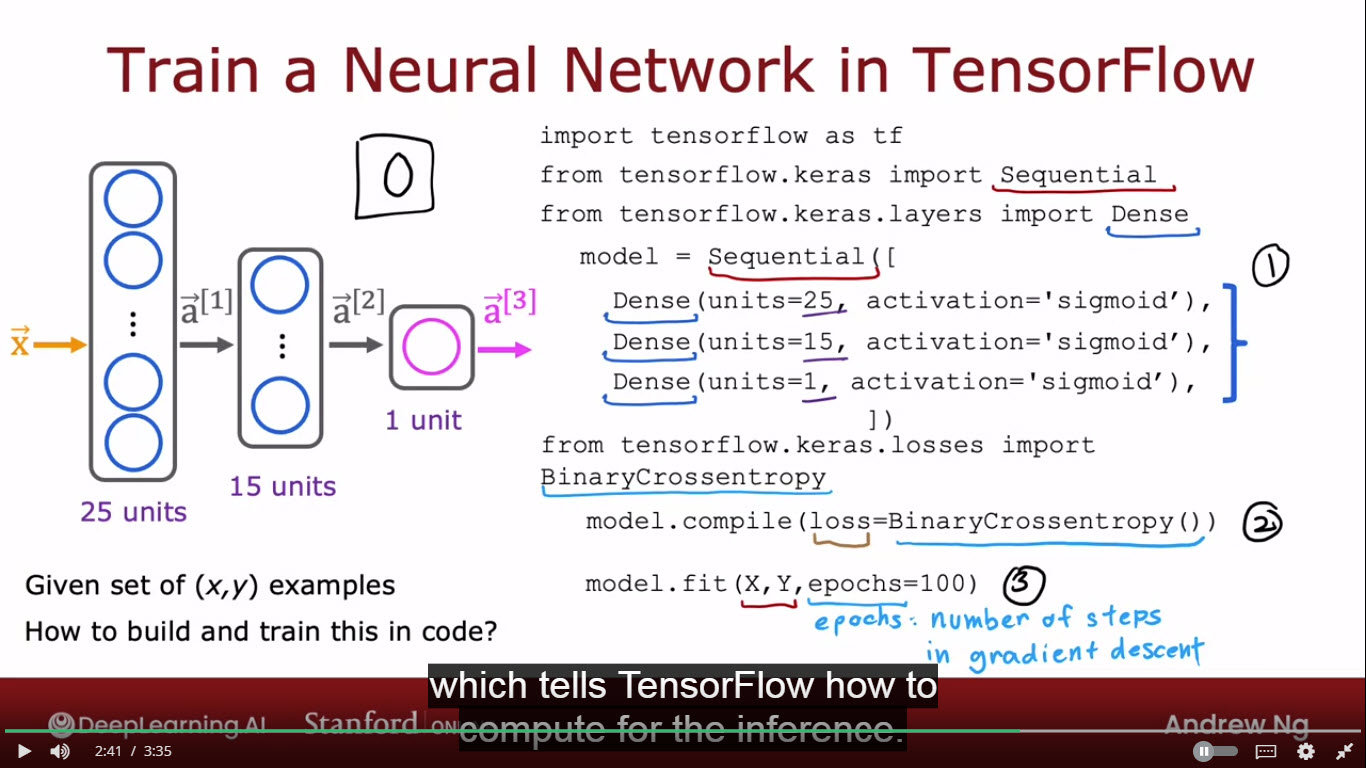 Train a Neural Network in TensorFlow
0
x⃗
a⃗[1]
a⃗[2]
a⃗[3]
25 units
15 units
1 unit
Given set of (x,y) examples
How to build and train this in code?
import tensorflow as tf
from tensorflow.keras import Sequential
from tensorflow.keras.layers import Dense
model = Sequential([
Dense(units=25, activation='sigmoid’),
Dense(units=15, activation='sigmoid’),
Dense(units=1, activation='sigmoid’),
])
①
from tensorflow.keras.losses import
BinaryCrossentropy
model.compile(loss=BinaryCrossentropy()) ②
model.fit(X,Y,epochs=100) ③
epochs: number of steps
in gradient descent
which tells TensorFlow how to
compute for the inference.
DeepLearning.AI Stanford ON
Andrew Ng
2:41 / 3:35